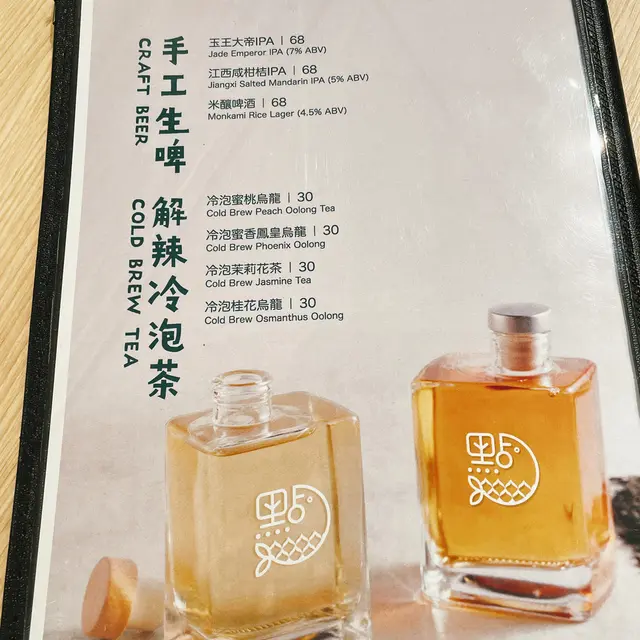 手工生啤
CRAFT BEER
玉王大帝IPA | 68
Jade Emperor IPA (7% ABV)
江西咸柑桔IPA | 68
Jiangxi Salted Mandarin IPA (5% ABV)
米釀啤酒 | 68
Monkami Rice Lager (4.5% ABV)
解辣冷泡茶
COLD BREW TEA
冷泡蜜桃烏龍 | 30
Cold Brew Peach Oolong Tea
冷泡蜜香鳳凰烏龍 | 30
Cold Brew Phoenix Oolong
冷泡茉莉花茶 | 30
Cold Brew Jasmine Tea
冷泡桂花烏龍 | 30
Cold Brew Osmanthus Oolong
點
點